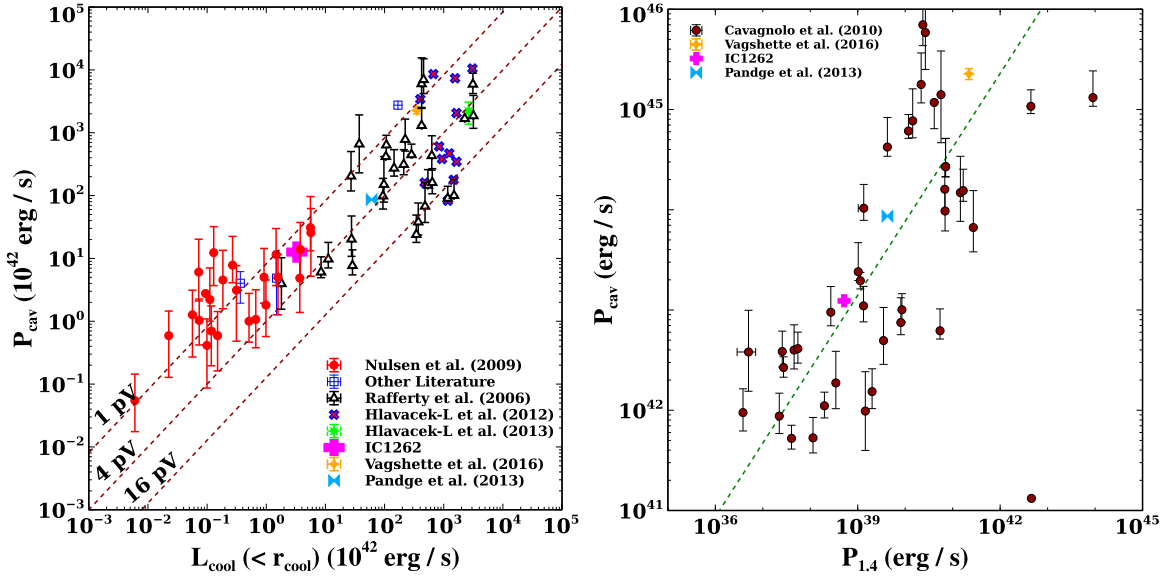 10^5
10^4
10^3
10^2
10^1
10^0
10^-1
10^-2
10^-3
P_cav (10^42 erg / s)
1 pV
4 pV
16 pV
Nulsen et al. (2009)
Other Literature
Rafferty et al. (2006)
Hlavacek-L et al. (2012)
Hlavacek-L et al. (2013)
IC1262
Vagshette et al. (2016)
Pandge et al. (2013)
10^-3 10^-2 10^-1 10^0 10^1 10^2 10^3 10^4 10^5
L_cool (< r_cool) (10^42 erg / s)
10^46
10^45
10^42
10^41
P_cav (erg / s)
Cavagnolo et al. (2010)
Vagshette et al. (2016)
IC1262
Pandge et al. (2013)
10^36 10^39 10^42 10^45
P_1.4 (erg / s)